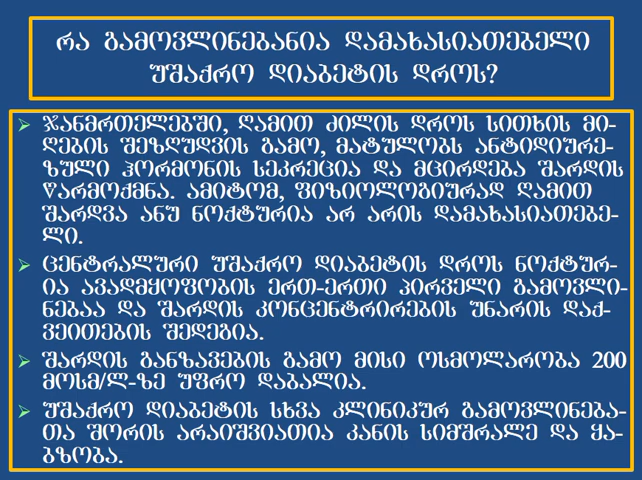 რა გამოვლინებანია დამახასიათებელი
უშაქრო დიაბეტის დროს?
ჯანმრთელებში, ღამით ძილის დროს სითხის მი-
ღების შეზღუდვის გამო, მატულობს ანტიდიურე-
ზული ჰორმონის სეკრეცია და მცირდება შარდის
წარმოქმნა. ამიტომ, ფიზიოლოგიურად ღამით
შარდვა ანუ ნოქტურია არ არის დამახასიათებე-
ლი.
ცენტრალური უშაქრო დიაბეტის დროს ნოქტურ-
ია ავადმყოფობის ერთ-ერთი პირველი გამოვლი-
ნებაა და შარდის კონცენტრირების უნარის დაქ-
ვეითების შედეგია.
შარდის განზავების გამო მისი ოსმოლარობა 200
მოსმ/ლ-ზე უფრო დაბალია.
უშაქრო დიაბეტის სხვა კლინიკურ გამოვლინება-
თა შორის არაიშვიათია კანის სიმშრალე და ყა-
ბზობა.